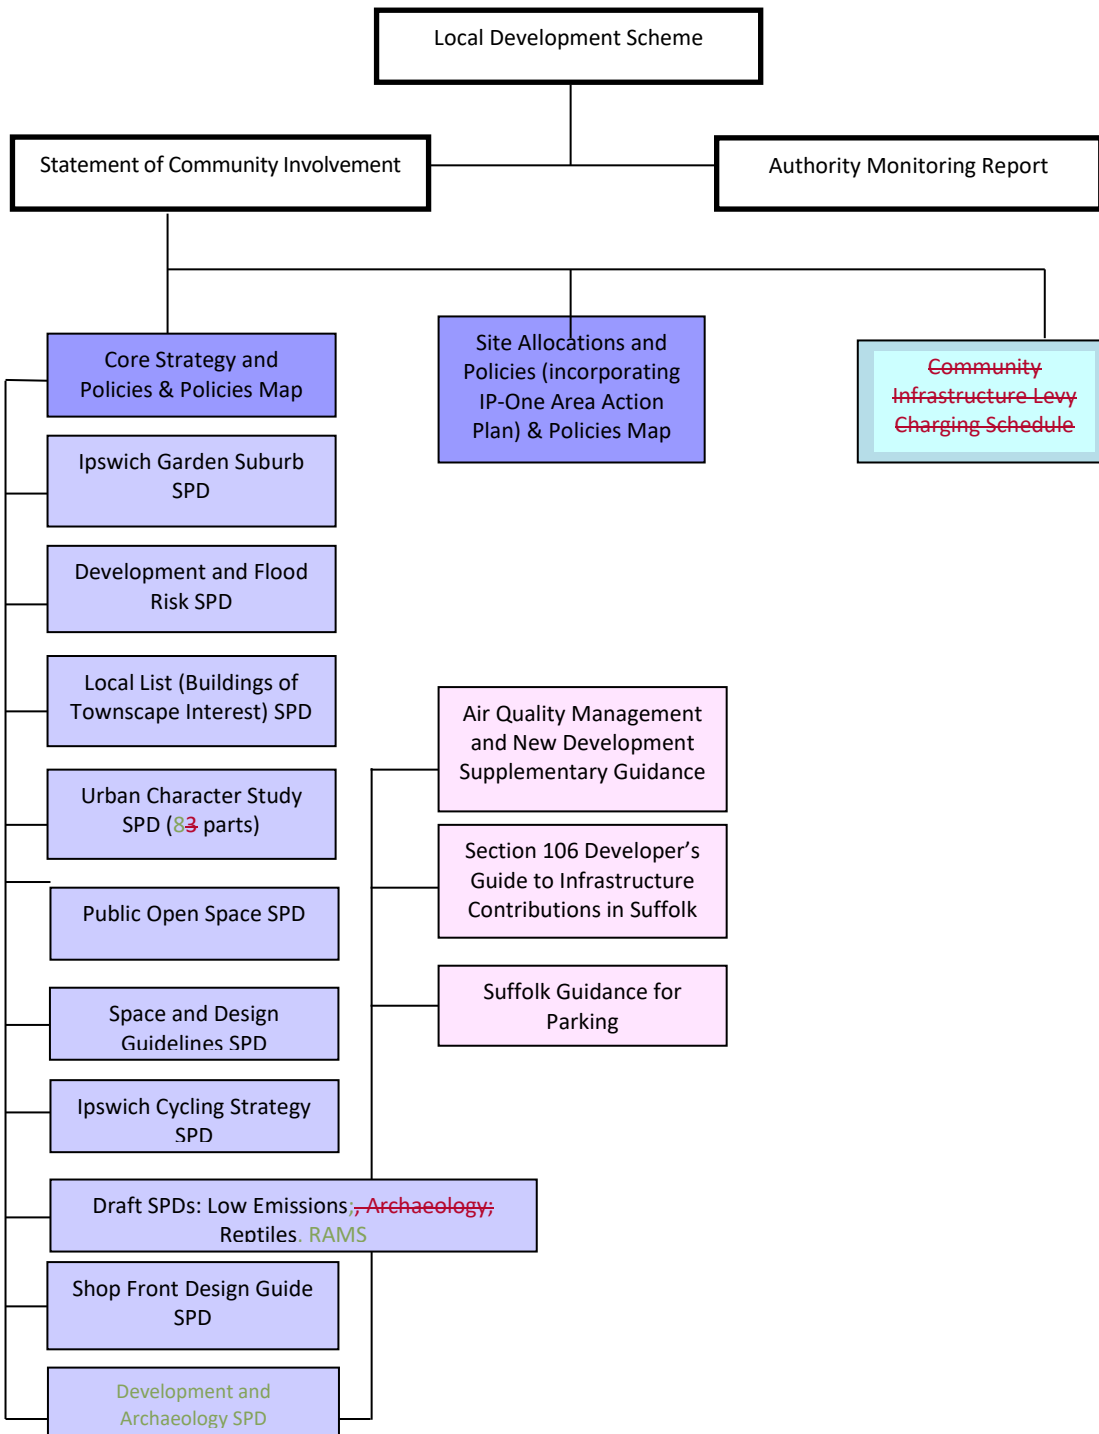 Local Development Scheme
Statement of Community Involvement
Authority Monitoring Report
Core Strategy and
Policies & Policies Map
Site Allocations and
Policies (incorporating
IP-One Area Action
Plan) & Policies Map
Community
Infrastructure Levy
Charging Schedule
Ipswich Garden Suburb
SPD
Development and Flood
Risk SPD
Local List (Buildings of
Townscape Interest) SPD
Urban Character Study
SPD (83 parts)
Public Open Space SPD
Space and Design
Guidelines SPD
Ipswich Cycling Strategy
SPD
Draft SPDs: Low Emissions;, Archaeology;
Reptiles. RAMS
Shop Front Design Guide
SPD
Development and
Archaeology SPD
Air Quality Management
and New Development
Supplementary Guidance
Section 106 Developer’s
Guide to Infrastructure
Contributions in Suffolk
Suffolk Guidance for
Parking